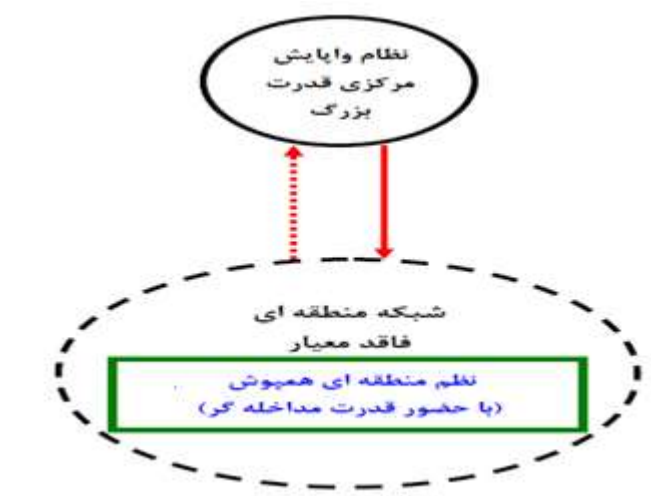 نظام واپایش
مرکزی قدرت
بزرگ
شبکه منطقه ای
فاقد معیار
نظم منطقه ای همپوش
(با حضور قدرت مداخله گر)